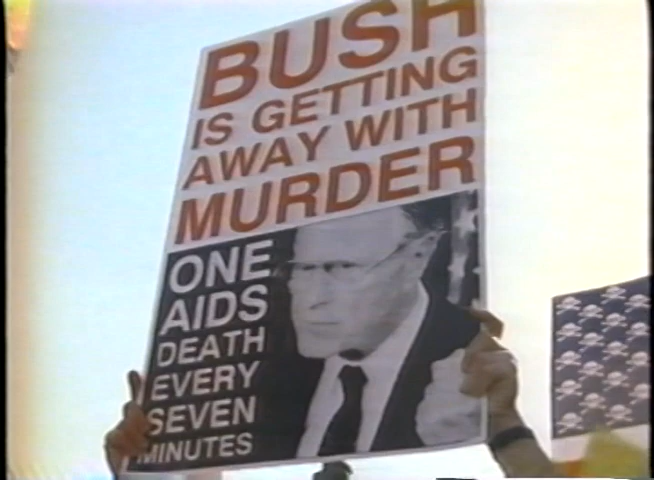 BUSH
IS GETTING
AWAY WITH
MURDER
ONE
AIDS
DEATH
EVERY
SEVEN
MINUTES